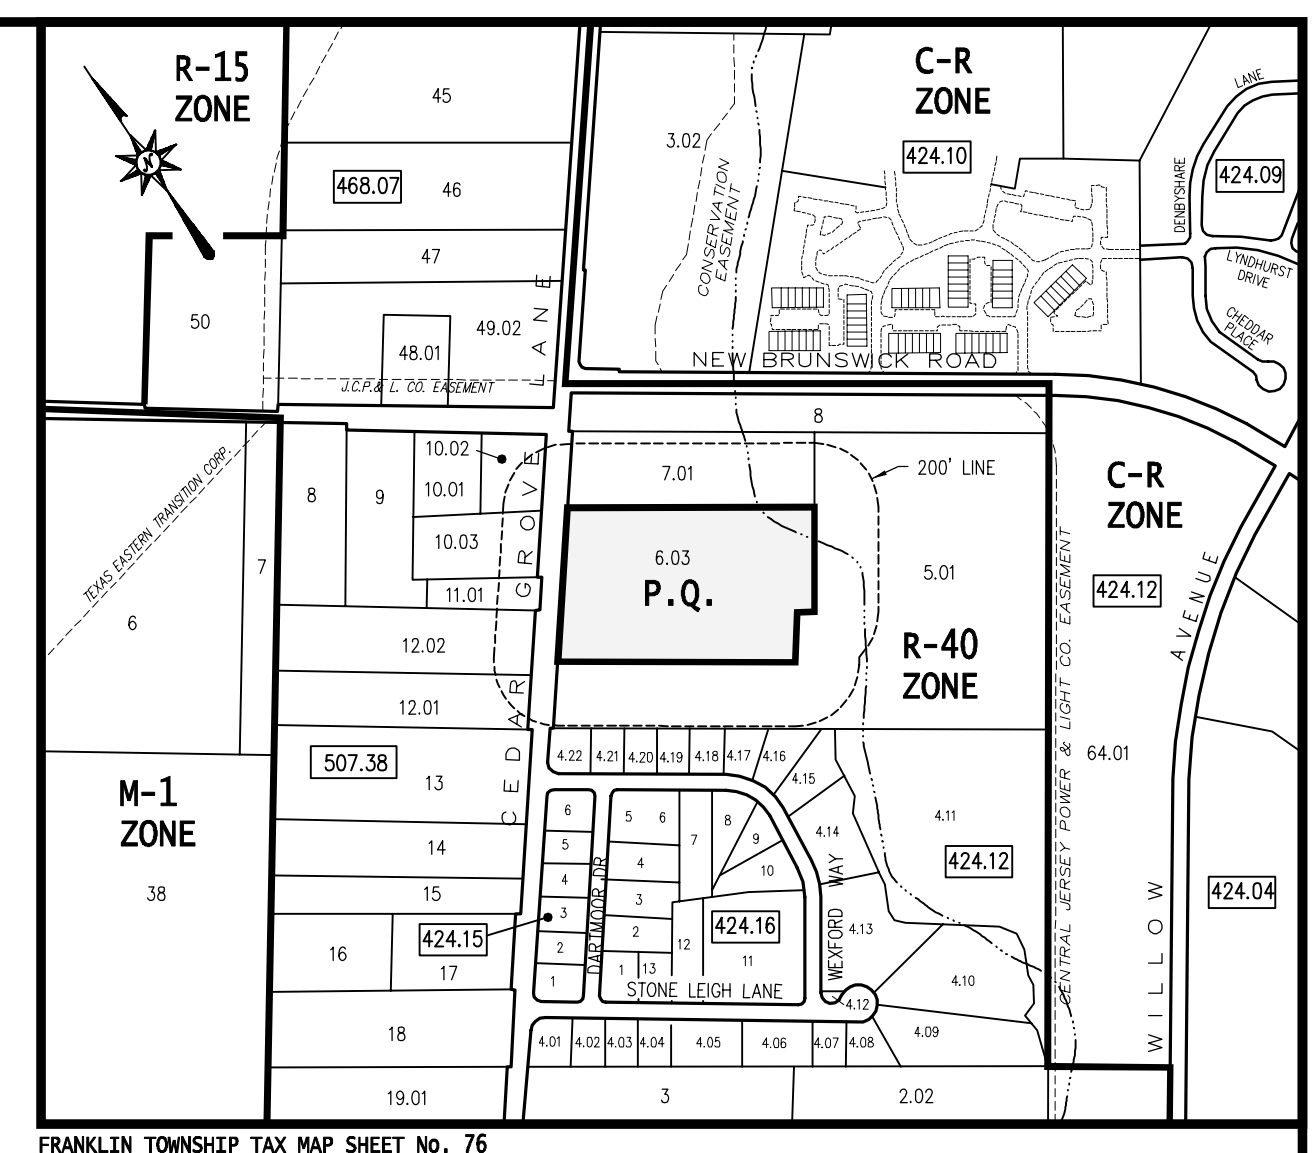 R-15
ZONE
C-R
ZONE
45
3.02
424.10
LANE
424.09
DENBYSHARE
N
468.07
46
CONSERVATION
EASEMENT
47
LYNDHURST
DRIVE
50
49.02
48.01
LANE
CHEDDAR
PLACE
J.C.P.& L. CO. EASEMENT
NEW BRUNSWICK ROAD
8
TEXAS EASTERN TRANSITION CORP.
10.02
7.01
200' LINE
C-R
ZONE
8
9
10.01
GROVE
10.03
6.03
P.Q.
5.01
7
11.01
424.12
AVENUE
6
12.02
R-40
ZONE
CENTRAL JERSEY POWER & LIGHT CO. EASEMENT
12.01
CEDAR
507.38
13
4.22
4.21
4.20
4.19
4.18
4.17
4.16
4.15
64.01
M-1
ZONE
6
5
6
7
8
9
4.14
4.11
14
5
4
10
424.12
15
4
3
WEXFORD WAY
424.04
38
3
DARTMOOR DR
2
12
424.16
4.13
WILLOW
424.15
16
17
2
1
1
13
11
4.10
STONE LEIGH LANE
4.12
18
4.01
4.02
4.03
4.04
4.05
4.06
4.07
4.08
4.09
19.01
3
2.02
FRANKLIN TOWNSHIP TAX MAP SHEET No. 76